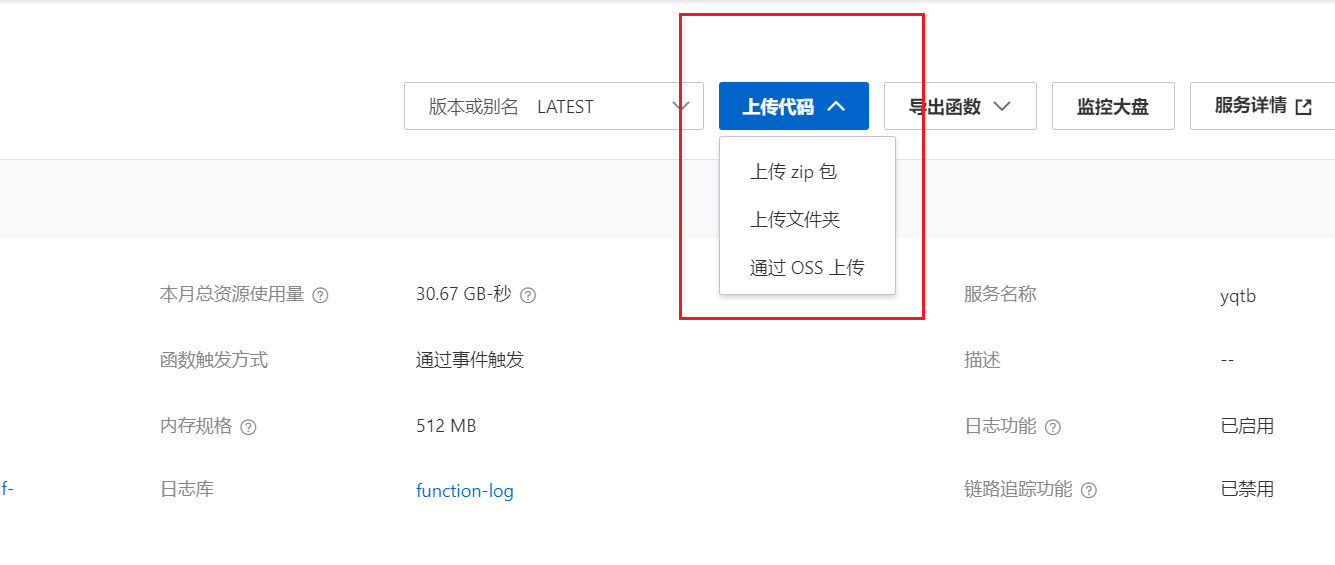 版本或别名 LATEST
上传代码
导出函数
监控大盘
服务详情
上传 zip 包
上传文件夹
通过 OSS 上传
本月总资源使用量
30.67 GB-秒
服务名称
yqtb
函数触发方式
通过事件触发
描述
--
内存规格
512 MB
日志功能
已启用
f-
日志库
function-log
链路追踪功能
已禁用